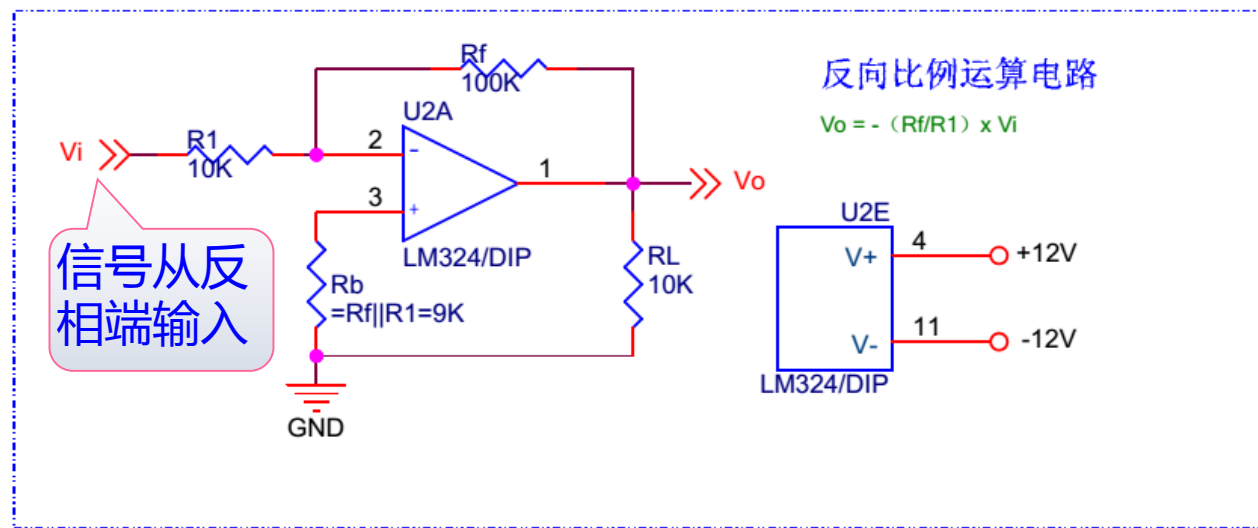 Rf
100K
反向比例运算电路
Vo = -（Rf/R1）x Vi
U2A
Vi
R1
10K
2
-
1
Vo
3
+
LM324/DIP
信号从反
相端输入
Rb
=Rf||R1=9K
RL
10K
GND
U2E
V+
4
+12V
V-
11
-12V
LM324/DIP